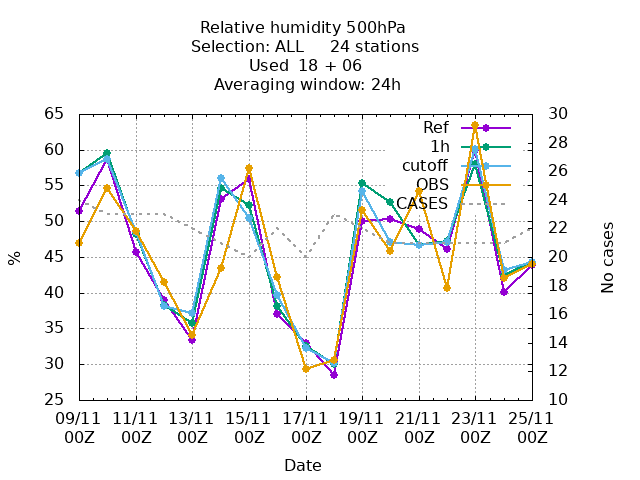 Relative humidity 500hPa
Selection: ALL     24 stations
Used  18 + 06
Averaging window: 24h
65
60
55
50
45
40
35
30
25
%
30
28
26
24
22
20
18
16
14
12
10
No cases
Ref
1h
cutoff
OBS
CASES
09/11 11/11 13/11 15/11 17/11 19/11 21/11 23/11 25/11
00Z 00Z 00Z 00Z 00Z 00Z 00Z 00Z 00Z
Date